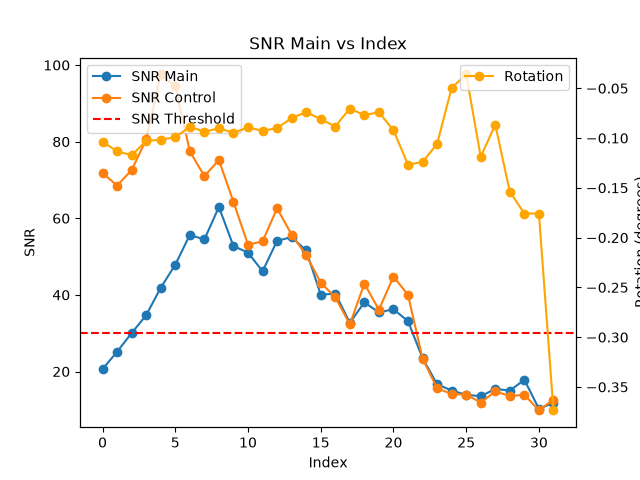 SNR Main vs Index
SNR Main
SNR Control
SNR Threshold
Rotation
SNR
100
80
60
40
20
−0.05
−0.10
−0.15
−0.20
−0.25
−0.30
−0.35
Rotation (degrees)
0 5 10 15 20 25 30
Index